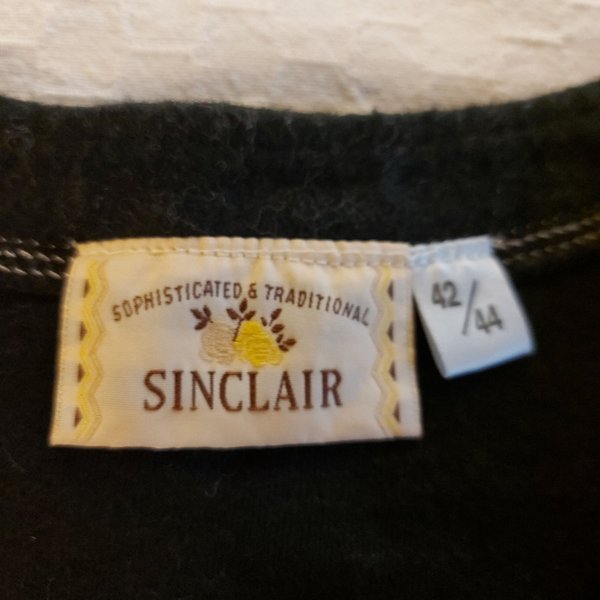 SOPHISTICATED & TRADITIONAL
SINCLAIR
42/44